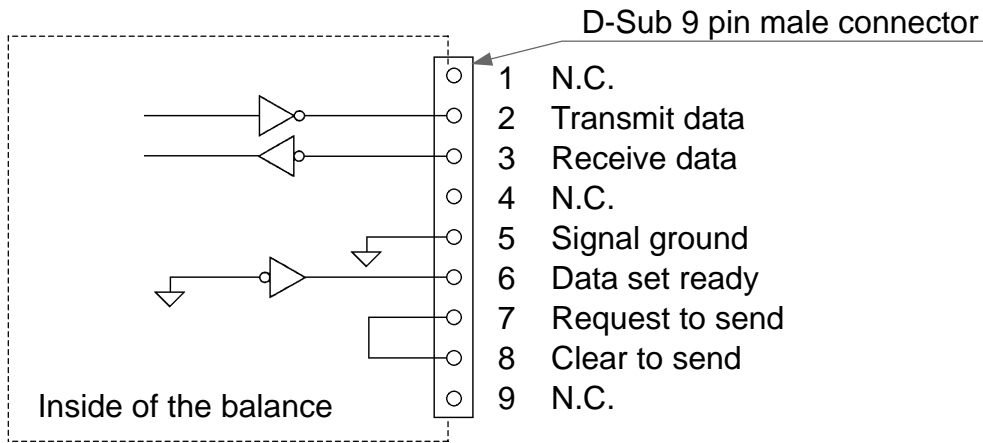 D-Sub 9 pin male connector
1 N.C.
2 Transmit data
3 Receive data
4 N.C.
5 Signal ground
6 Data set ready
7 Request to send
8 Clear to send
9 N.C.
Inside of the balance